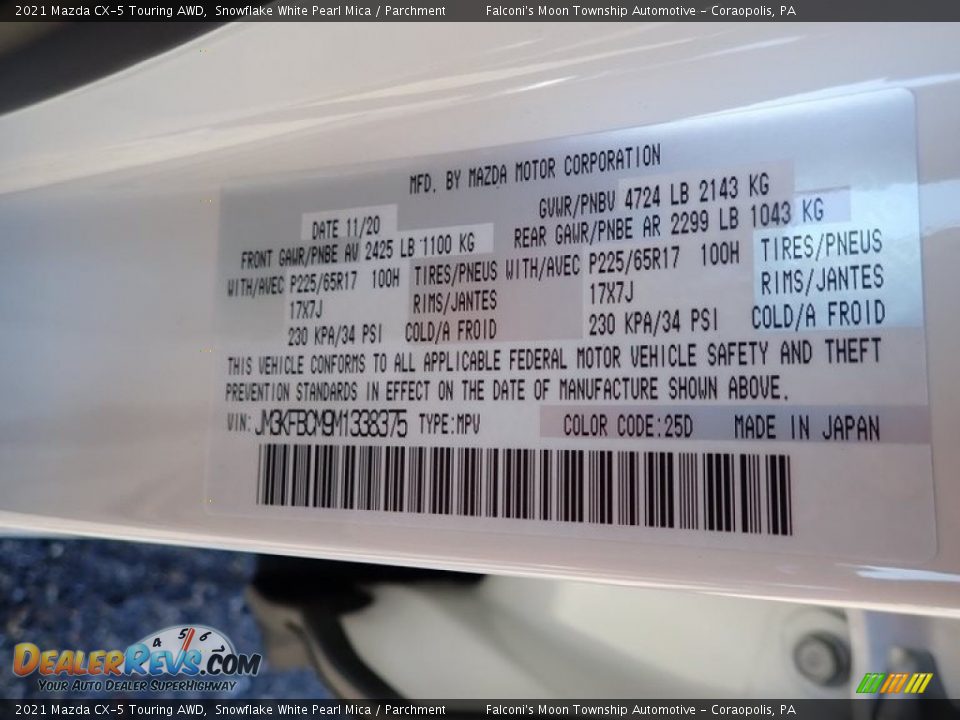 2021 Mazda CX-5 Touring AWD, Snowflake White Pearl Mica / Parchment Falconi's Moon Township Automotive - Coraopolis, PA
MFD. BY MAZDA MOTOR CORPORATION
DATE 11/20 GVWR/PNBV 4724 LB 2143 KG
FRONT GAWR/PNBE AV 2425 LB 1100 KG REAR GAWR/PNBE AR 2299 LB 1043 KG
WITH/AVEC P225/65R17 100H TIRES/PNEUS WITH/AVEC P225/65R17 100H TIRES/PNEUS
17X7J RIMS/JANTES 17X7J RIMS/JANTES
230 KPA/34 PSI COLD/A FROID 230 KPA/34 PSI COLD/A FROID
THIS VEHICLE CONFORMS TO ALL APPLICABLE FEDERAL MOTOR VEHICLE SAFETY AND THEFT
PREVENTION STANDARDS IN EFFECT ON THE DATE OF MANUFACTURE SHOWN ABOVE.
VIN: JM3KFBCM9M1338375 TYPE:MPV COLOR CODE:25D MADE IN JAPAN
4 5 6
DealerRevs.com
Your Auto Dealer SuperHighway
2021 Mazda CX-5 Touring AWD, Snowflake White Pearl Mica / Parchment Falconi's Moon Township Automotive - Coraopolis, PA